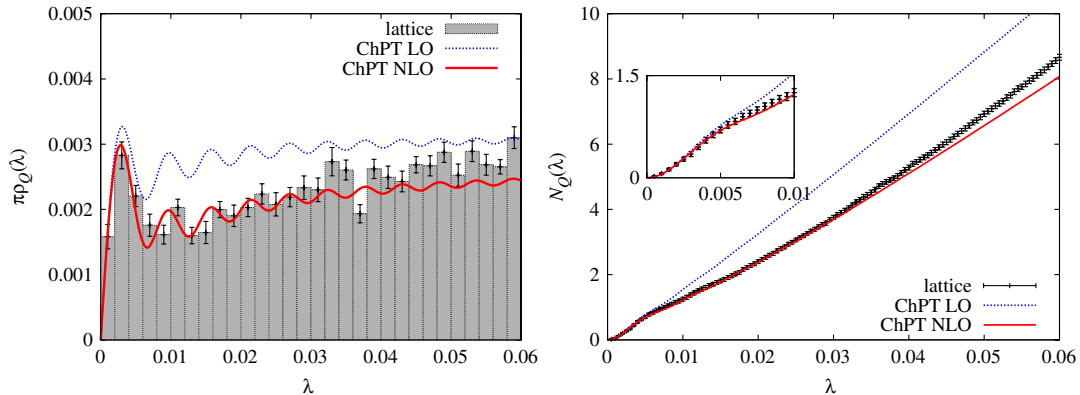 0.005
0.004
0.003
0.002
0.001
0
πρQ(λ)
lattice
ChPT LO
ChPT NLO
0 0.01 0.02 0.03 0.04 0.05 0.06
λ
10
8
6
4
2
0
NQ(λ)
1.5
0
0 0.005 0.01
lattice
ChPT LO
ChPT NLO
0 0.01 0.02 0.03 0.04 0.05 0.06
λ